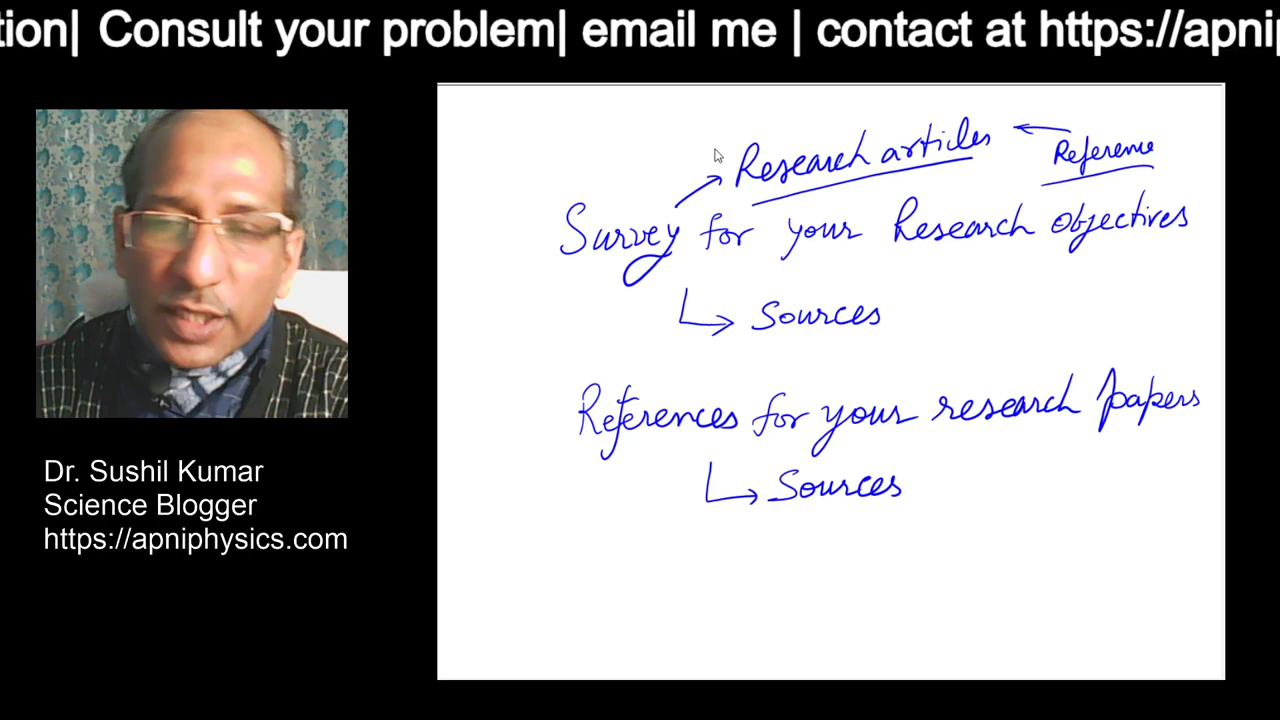 tion| Consult your problem| email me | contact at https://apnip
Research articles
Reference
Survey for your Research objectives
Sources
References for your research papers
Sources
Dr. Sushil Kumar
Science Blogger
https://apniphysics.com